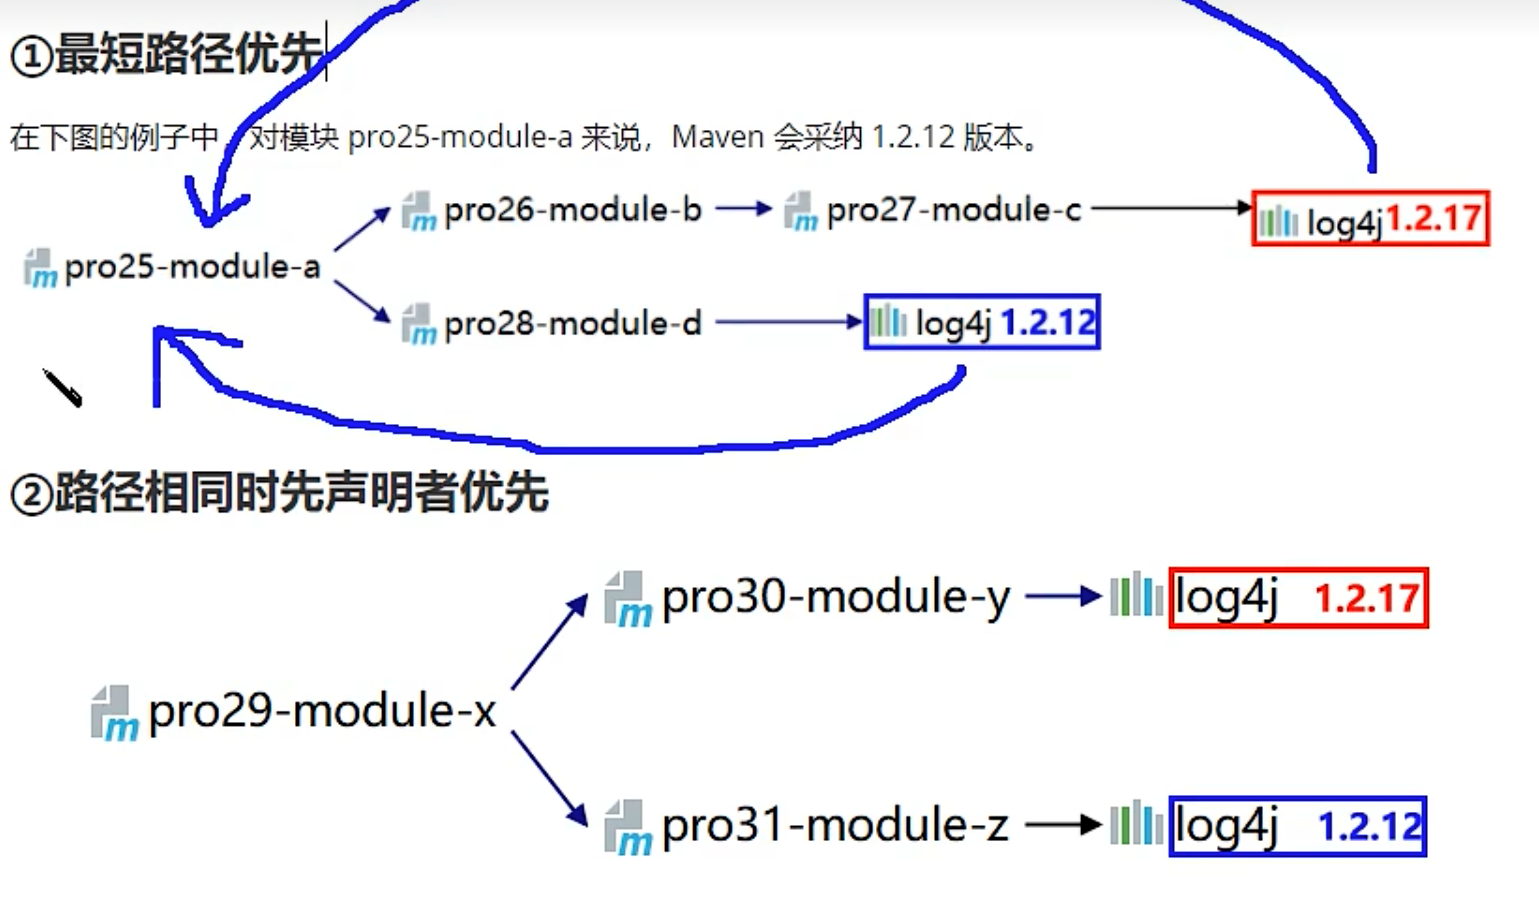 ①最短路径优先
在下图的例子中，对模块 pro25-module-a 来说，Maven 会采纳 1.2.12 版本。
pro26-module-b
pro27-module-c
log4j 1.2.17
pro25-module-a
pro28-module-d
log4j 1.2.12
②路径相同时先声明者优先
pro30-module-y
log4j 1.2.17
pro29-module-x
pro31-module-z
log4j 1.2.12